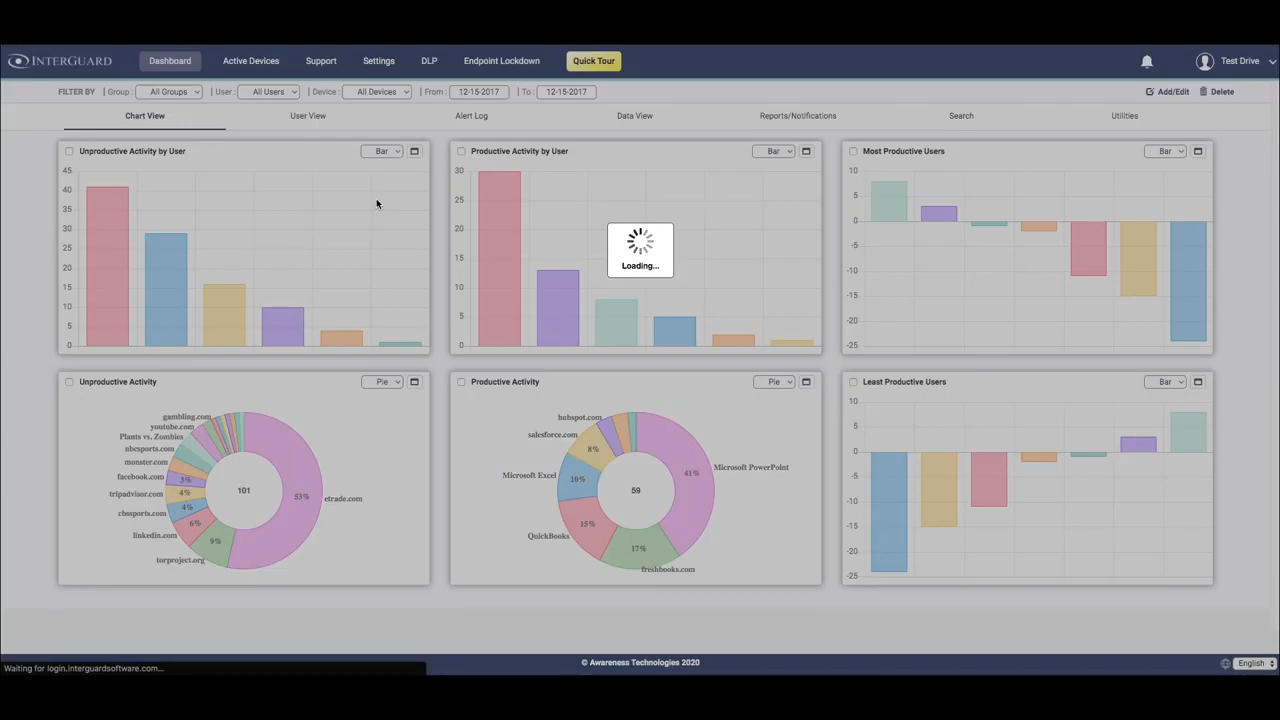 INTERGUARD Dashboard Active Devices Support Settings DLP Endpoint Lockdown Quick Tour Test Drive
FILTER BY | Group : All Groups | User : All Users | Device : All Devices | From : 12-15-2017 | To : 12-15-2017 Add/Edit Delete
Chart View User View Alert Log Data View Reports/Notifications Search Utilities
Unproductive Activity by User Bar
45
40
35
30
25
20
15
10
5
0
Productive Activity by User Bar
30
25
20
15
10
5
0
Loading...
Most Productive Users Bar
10
5
0
-5
-10
-15
-20
-25
Unproductive Activity Pie
gambling.com
youtube.com
Plants vs. Zombies
nbcsports.com
monster.com
facebook.com 3%
tripadvisor.com 4%
cbssports.com 4%
linkedin.com 6%
torproject.org 9%
101
53% etrade.com
Productive Activity Pie
hubspot.com
salesforce.com 8%
Microsoft Excel 10%
QuickBooks 15%
17%
freshbooks.com
59
41% Microsoft PowerPoint
Least Productive Users Bar
10
5
0
-5
-10
-15
-20
-25
© Awareness Technologies 2020
English
Waiting for login.interguardsoftware.com...